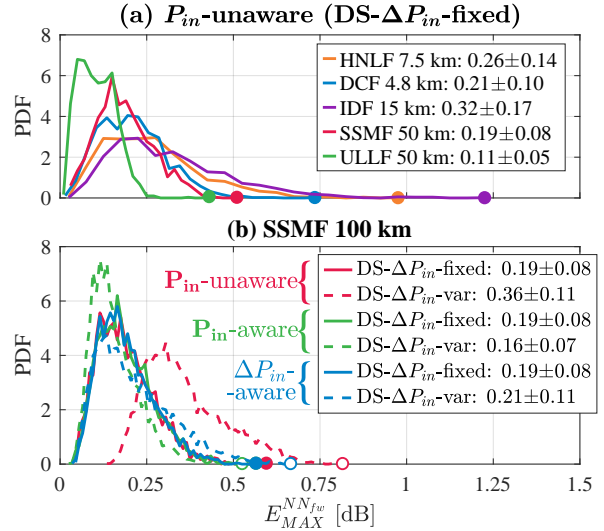 (a) P_in-unaware (DS-ΔP_in-fixed)
PDF
8
6
4
2
0
HNLF 7.5 km: 0.26±0.14
DCF 4.8 km: 0.21±0.10
IDF 15 km: 0.32±0.17
SSMF 50 km: 0.19±0.08
ULLF 50 km: 0.11±0.05
(b) SSMF 100 km
PDF
8
6
4
2
0
P_in-unaware
P_in-aware
ΔP_in-
-aware
DS-ΔP_in-fixed: 0.19±0.08
DS-ΔP_in-var: 0.36±0.11
DS-ΔP_in-fixed: 0.19±0.08
DS-ΔP_in-var: 0.16±0.07
DS-ΔP_in-fixed: 0.19±0.08
DS-ΔP_in-var: 0.21±0.11
0 0.25 0.5 0.75 1 1.25 1.5
E_MAX^NN_fw [dB]